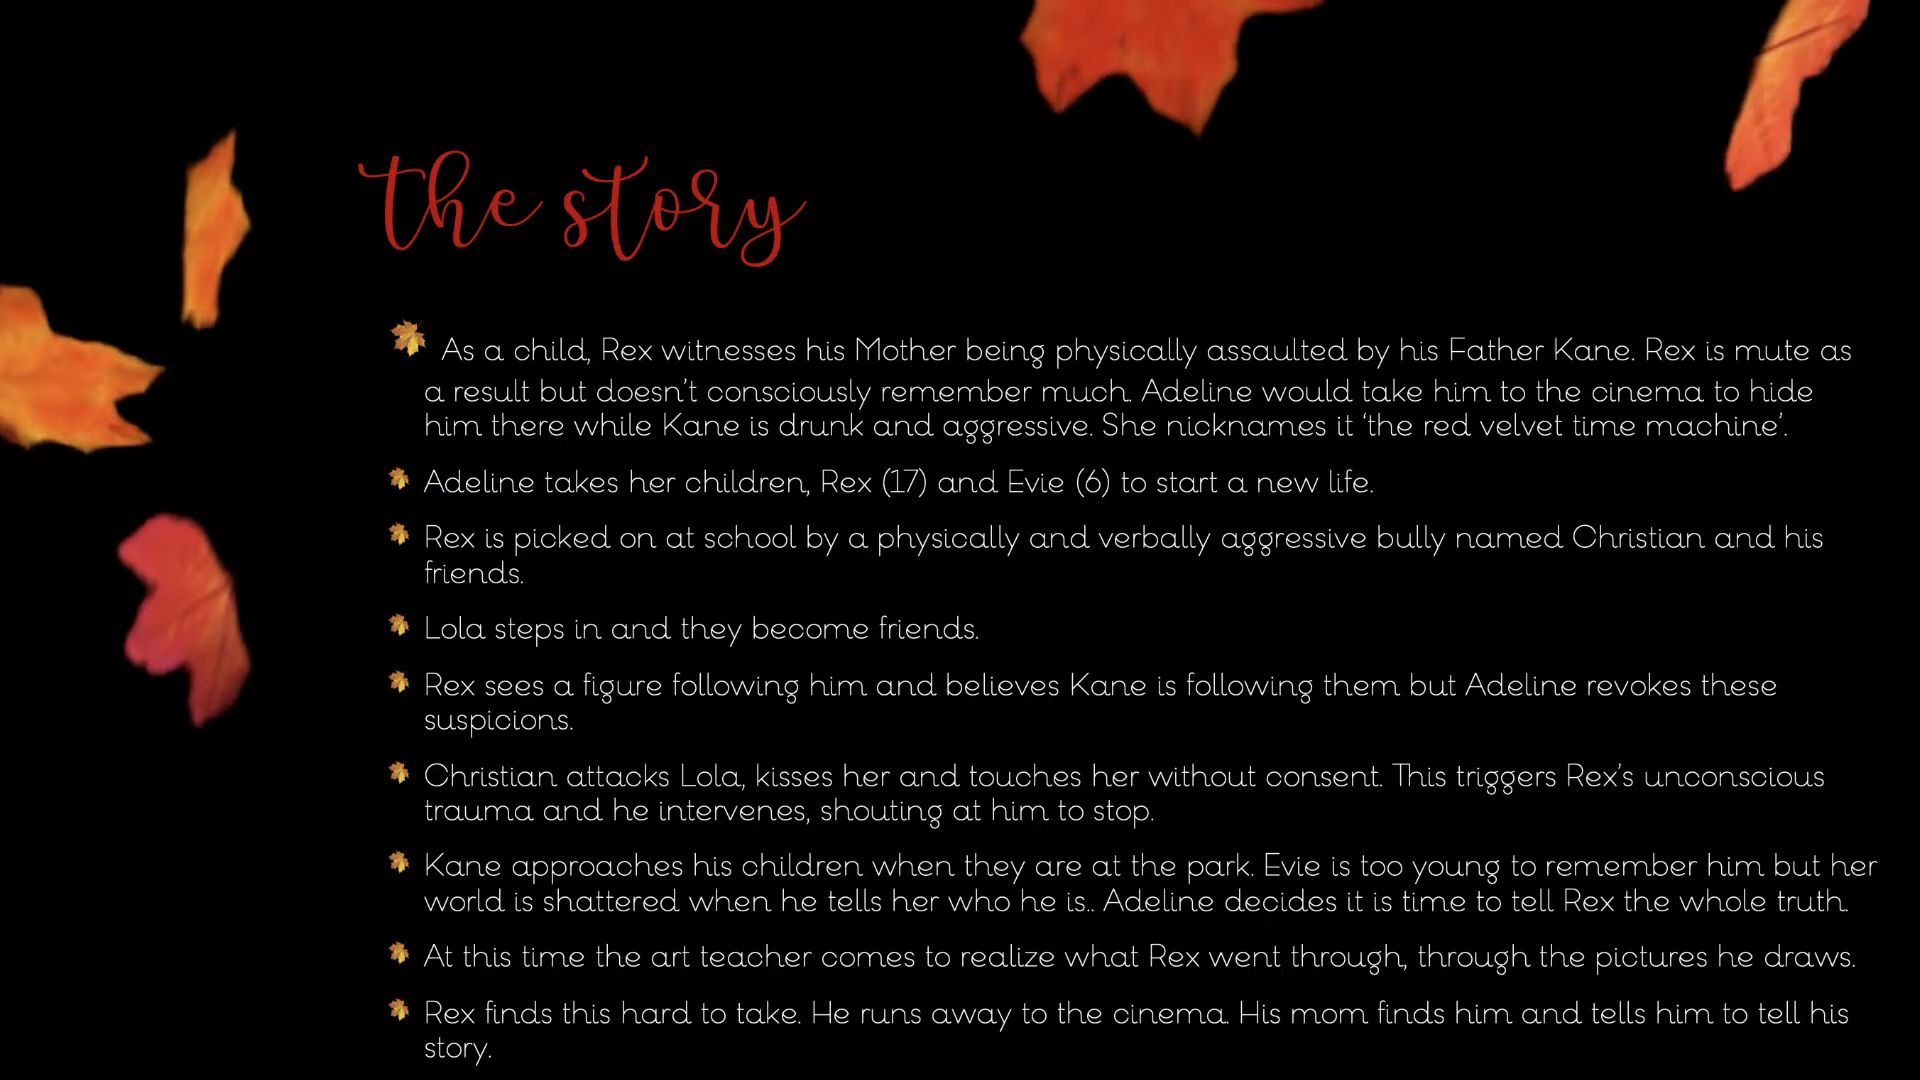 the story
As a child, Rex witnesses his Mother being physically assaulted by his Father Kane. Rex is mute as
a result but doesn’t consciously remember much. Adeline would take him to the cinema to hide
him there while Kane is drunk and aggressive. She nicknames it ‘the red velvet time machine’.
Adeline takes her children, Rex (17) and Evie (6) to start a new life.
Rex is picked on at school by a physically and verbally aggressive bully named Christian and his
friends.
Lola steps in and they become friends.
Rex sees a figure following him and believes Kane is following them but Adeline revokes these
suspicions.
Christian attacks Lola, kisses her and touches her without consent. This triggers Rex’s unconscious
trauma and he intervenes, shouting at him to stop.
Kane approaches his children when they are at the park. Evie is too young to remember him but her
world is shattered when he tells her who he is.. Adeline decides it is time to tell Rex the whole truth.
At this time the art teacher comes to realize what Rex went through, through the pictures he draws.
Rex finds this hard to take. He runs away to the cinema. His mom finds him and tells him to tell his
story.